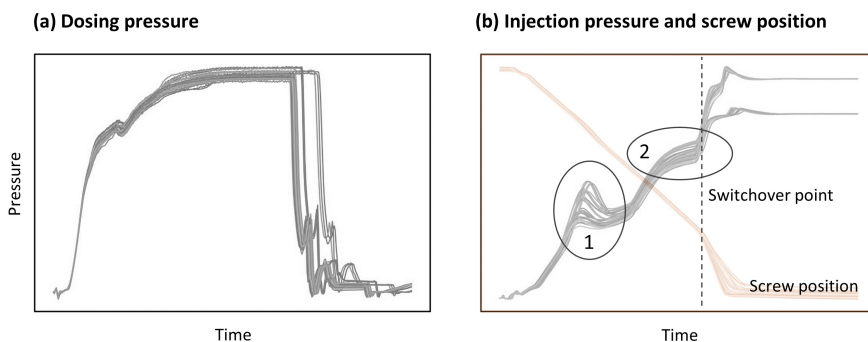 (a) Dosing pressure
(b) Injection pressure and screw position
Pressure
1
2
Switchover point
Screw position
Time
Time